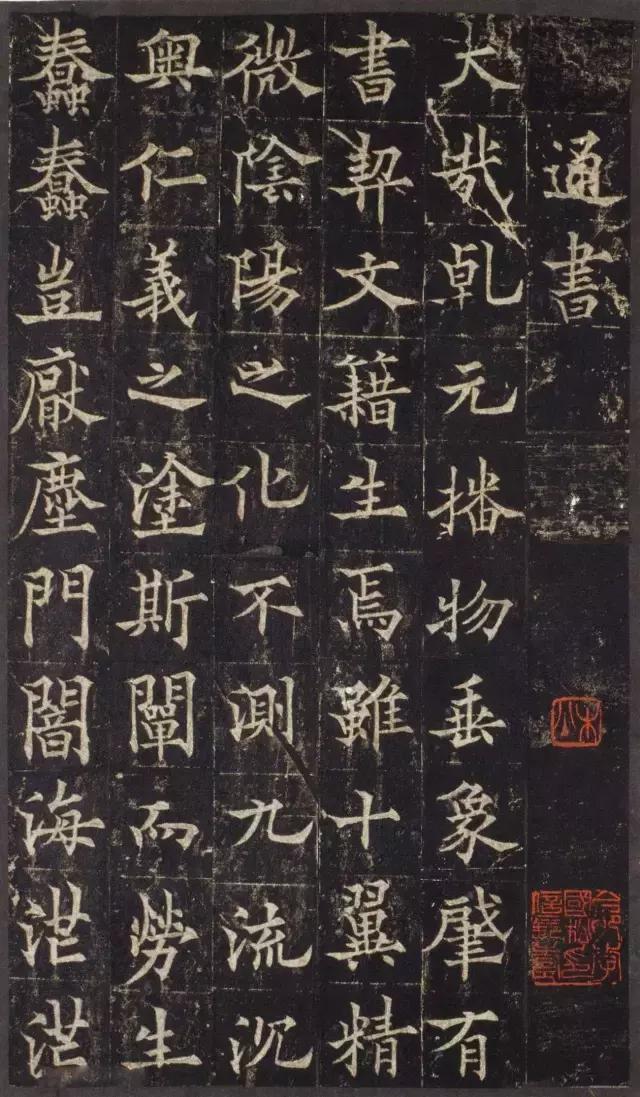 通書
大哉乾元播物垂象肇有
書契文籍生焉雖十翼精
微陰陽之化不測九流沉
奧仁義之塗斯闡而勞生
蠢蠢豈厭塵門闇海茫茫